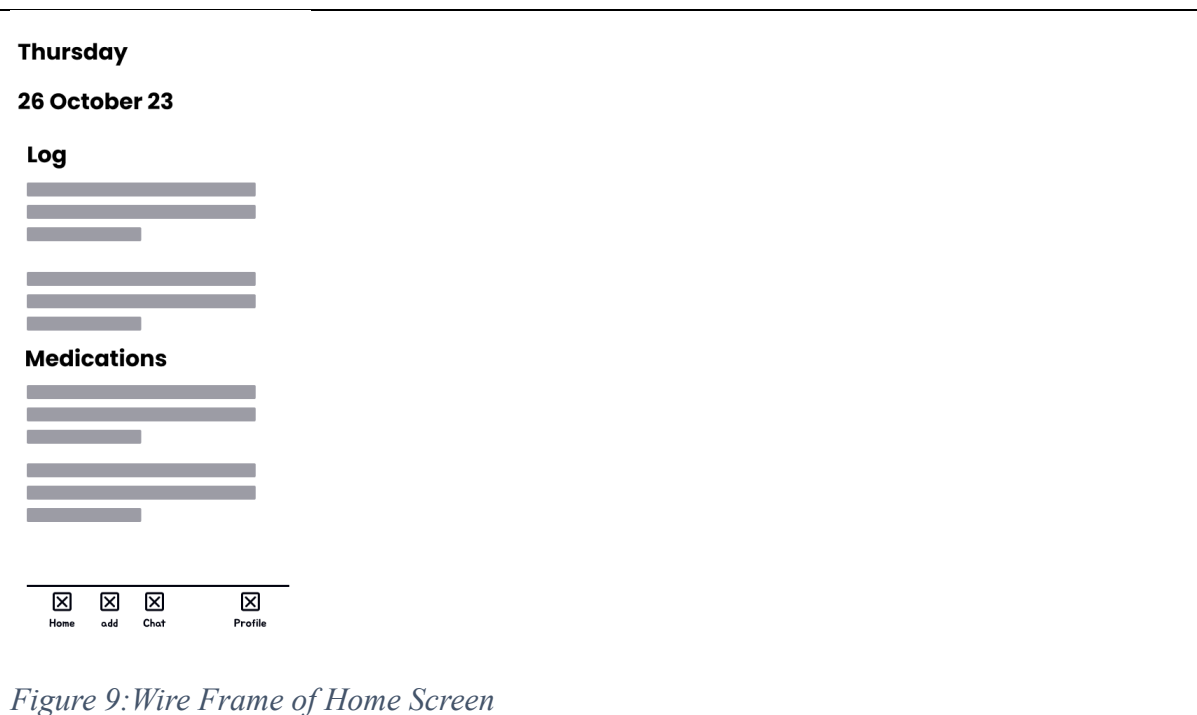 Thursday
26 October 23
Log
Medications
Home add Chat Profile
Figure 9:Wire Frame of Home Screen